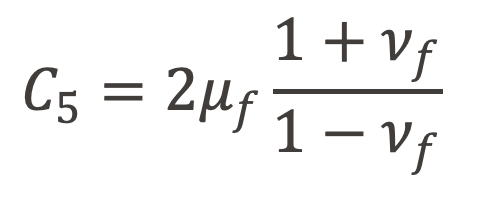 C₅ = 2μ_f (1 + ν_f)/(1 − ν_f)